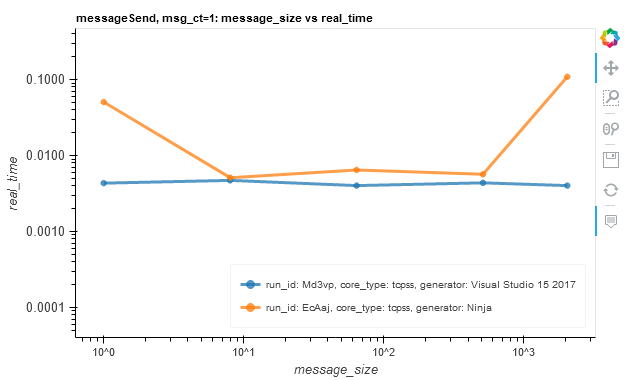 messageSend, msg_ct=1: message_size vs real_time
real_time
0.1000
0.0100
0.0010
0.0001
run_id: Md3vp, core_type: tcpss, generator: Visual Studio 15 2017
run_id: EcAaj, core_type: tcpss, generator: Ninja
10^0 10^1 10^2 10^3
message_size